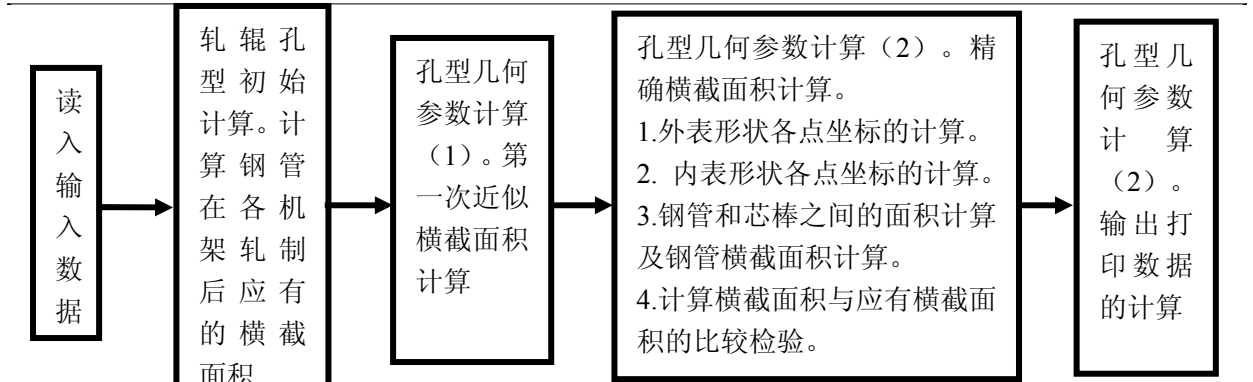 读
入
输
入
数
据
轧辊孔
型初始
计算。计
算钢管
在各机
架轧制
后应有
的横截
面积
孔型几何
参数计算
（1）。第
一次近似
横截面积
计算
孔型几何参数计算（2）。精
确横截面积计算。
1.外表形状各点坐标的计算。
2. 内表形状各点坐标的计算。
3.钢管和芯棒之间的面积计算
及钢管横截面积计算。
4.计算横截面积与应有横截面
积的比较检验。
孔型几
何参数
计算
（2）。
输出打
印数据
的计算